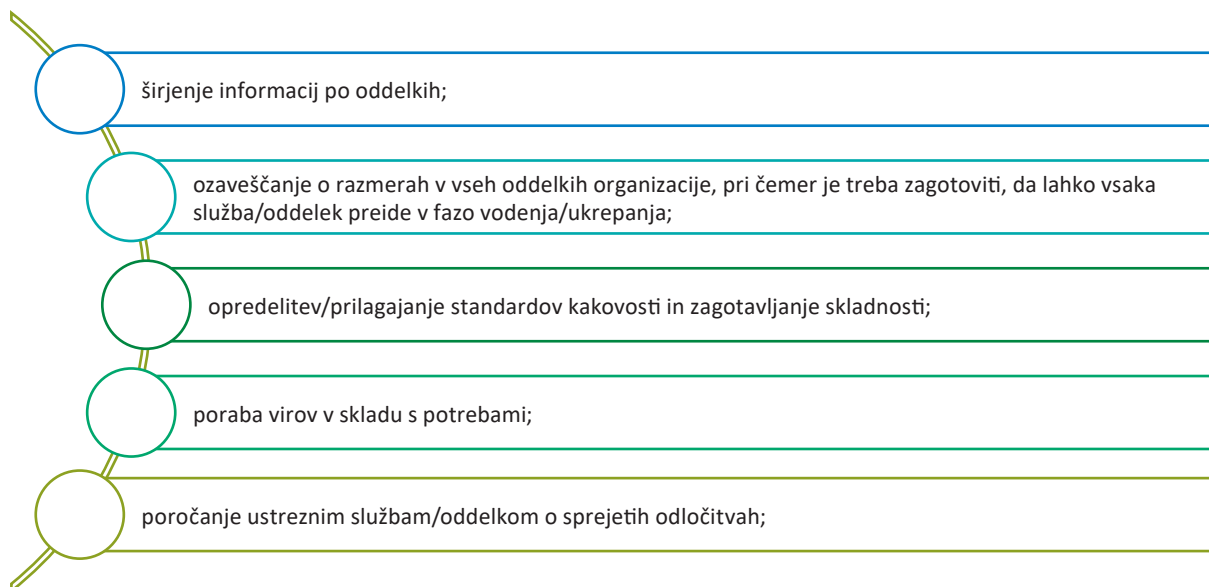 širjenje informacij po oddelkih;
ozaveščanje o razmerah v vseh oddelkih organizacije, pri čemer je treba zagotoviti, da lahko vsaka
služba/oddelek preide v fazo vodenja/ukrepanja;
opredelitev/prilagajanje standardov kakovosti in zagotavljanje skladnosti;
poraba virov v skladu s potrebami;
poročanje ustreznim službam/oddelkom o sprejetih odločitvah;